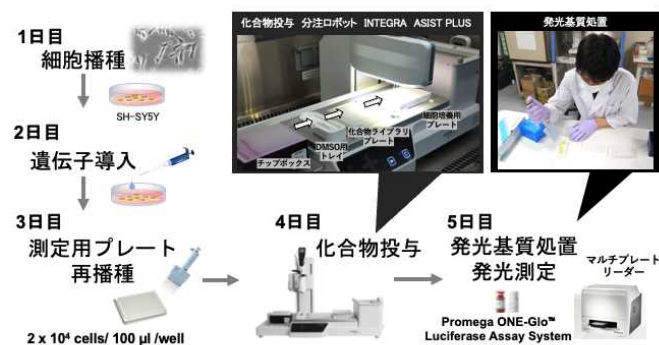 1日目
細胞播種
SH-SY5Y
2日目
遺伝子導入
3日目
測定用プレート
再播種
2 x 10⁴ cells/ 100 µl /well
化合物投与 分注ロボット INTEGRA ASIST PLUS
チップボックス
DMSO用
トレイ
化合物ライブラリ
プレート
細胞培養用
プレート
4日目
化合物投与
発光基質処置
5日目
発光基質処置
発光測定
Promega ONE-Glo™
Luciferase Assay System
マルチプレート
リーダー